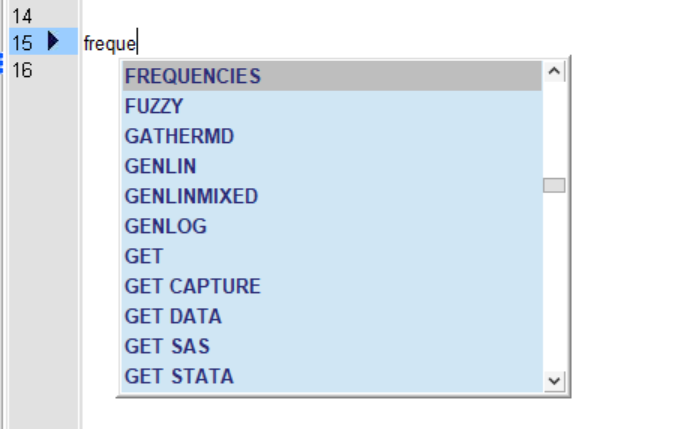 14
15 freque
16
FREQUENCIES
FUZZY
GATHERMD
GENLIN
GENLINMIXED
GENLOG
GET
GET CAPTURE
GET DATA
GET SAS
GET STATA